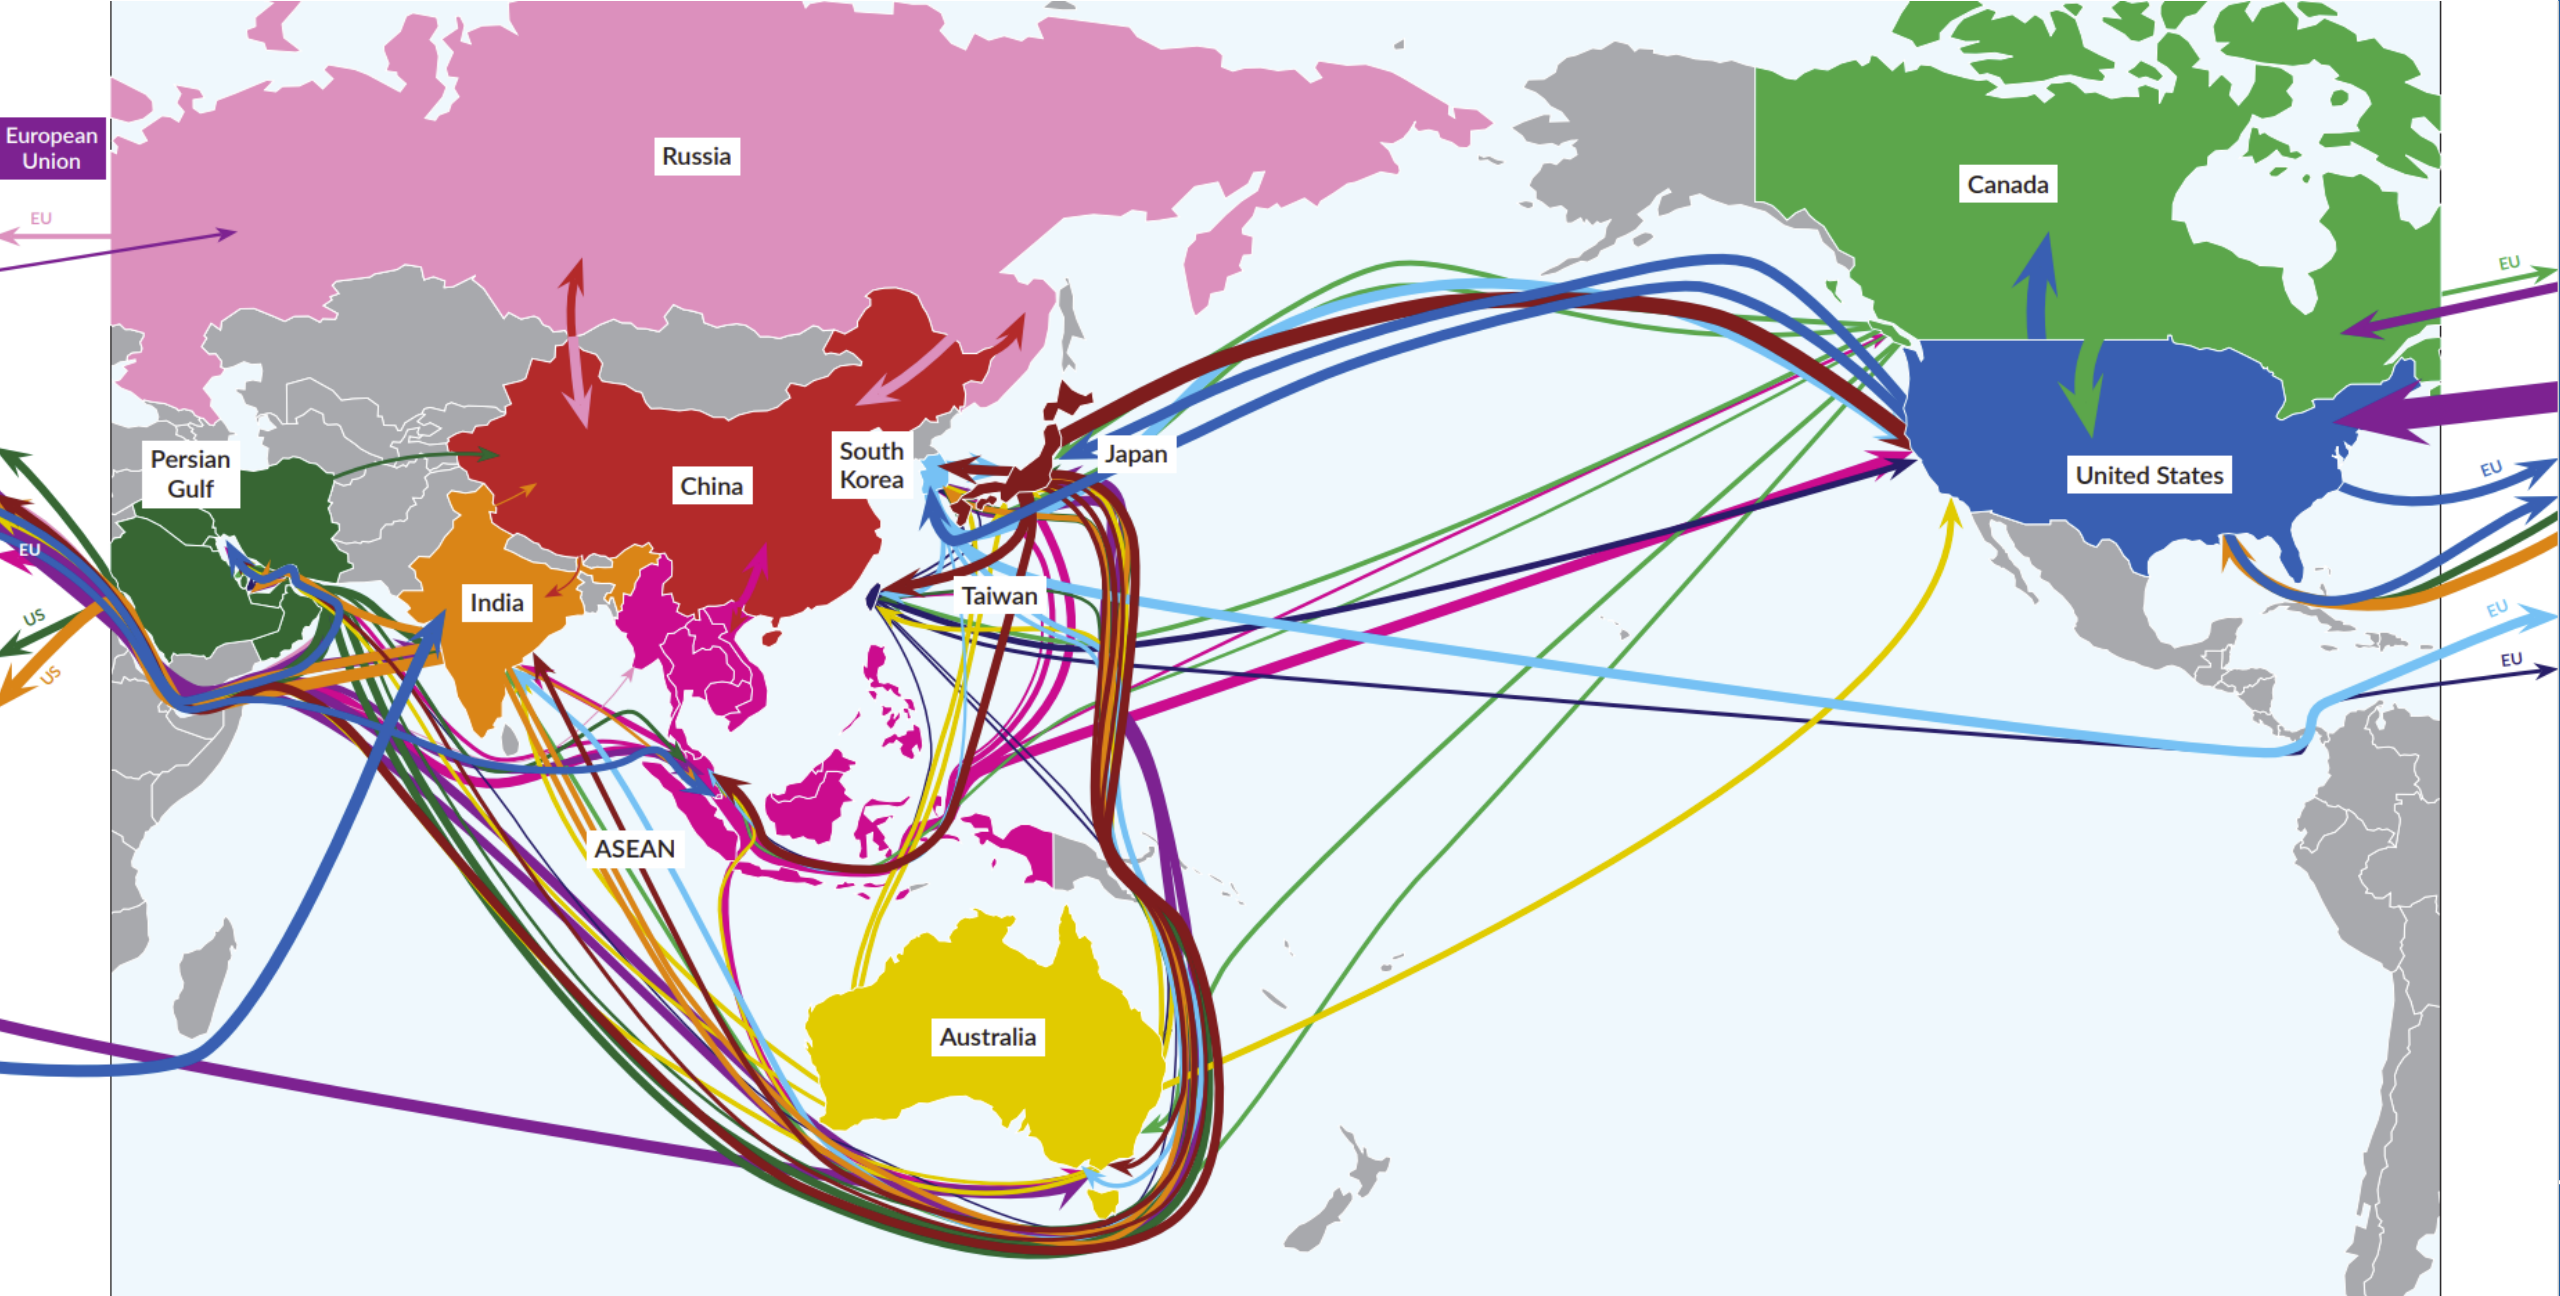 European
Union
EU
Russia
Canada
EU
Persian
Gulf
South
Korea
Japan
China
United States
EU
EU
India
Taiwan
US
US
EU
EU
ASEAN
Australia